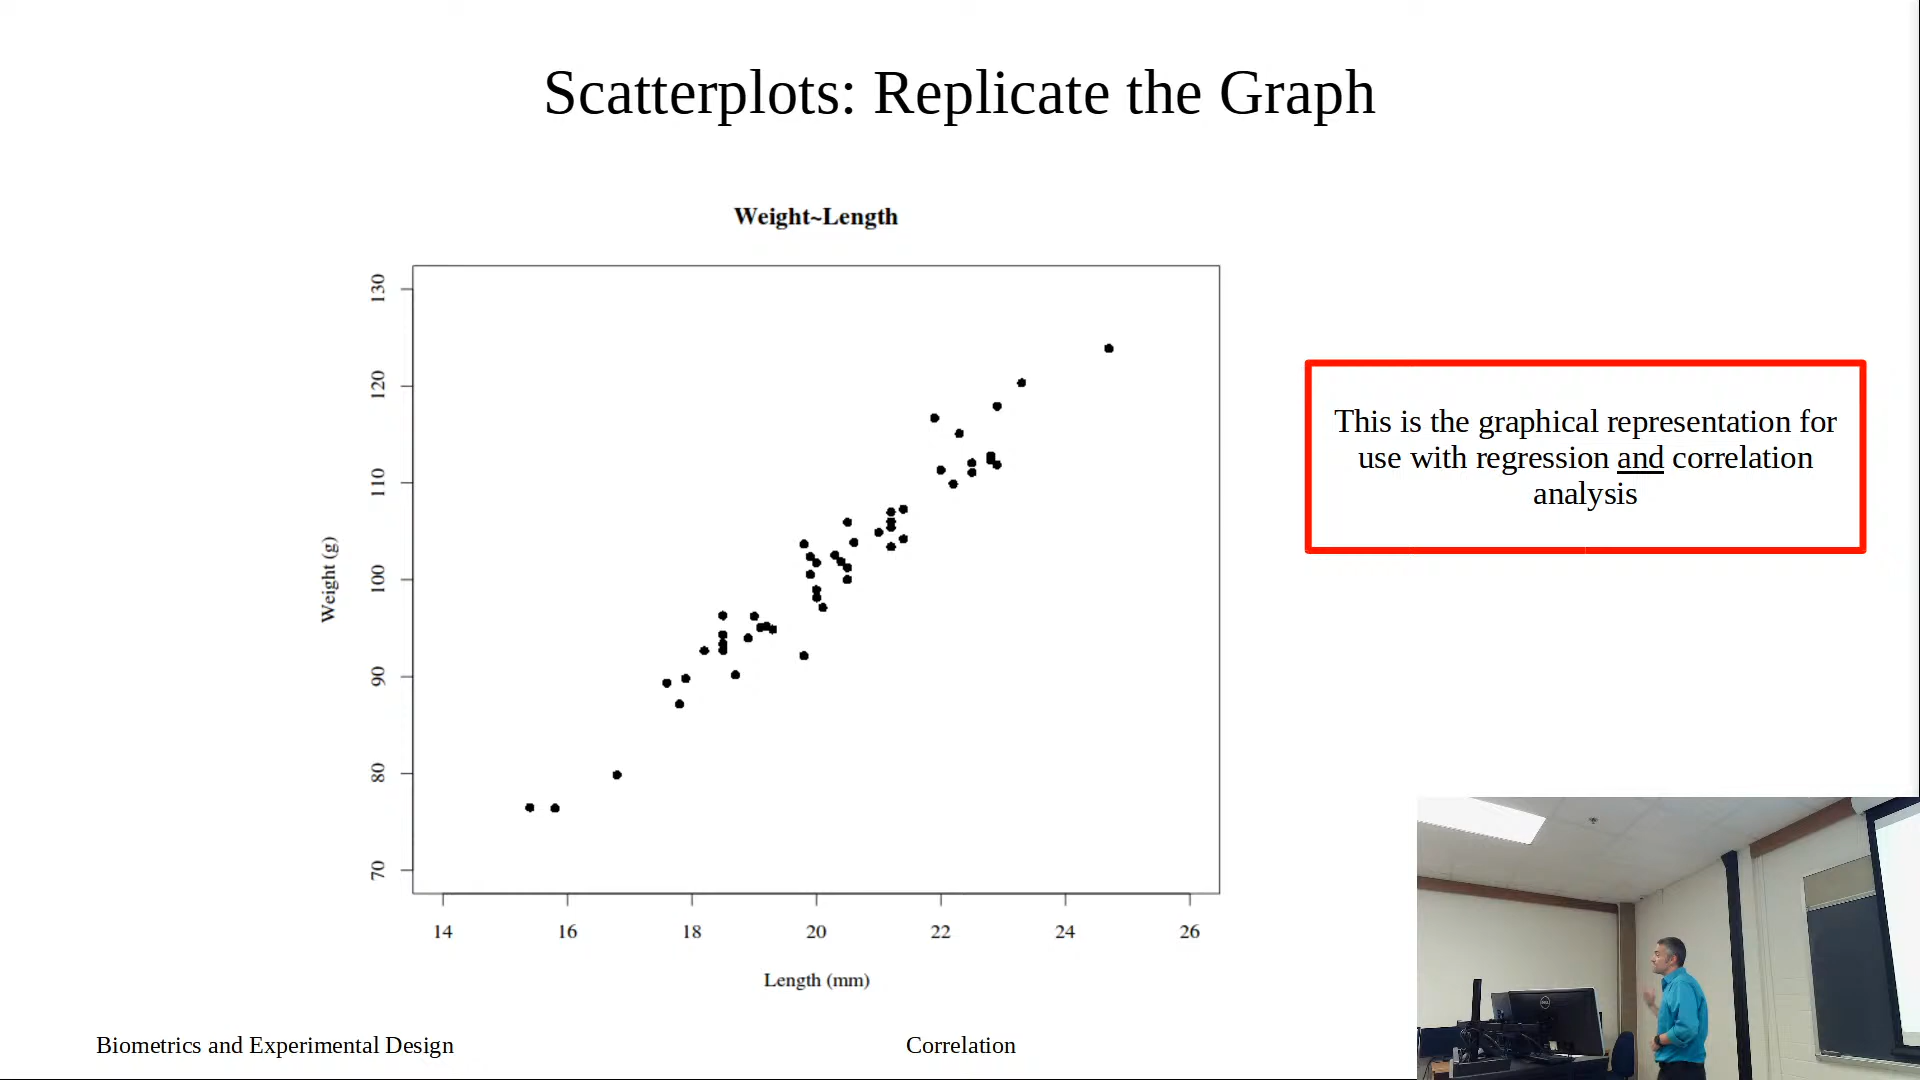 Scatterplots: Replicate the Graph
Weight~Length
130
120
110
100
90
80
70
Weight (g)
14 16 18 20 22 24 26
Length (mm)
This is the graphical representation for
use with regression and correlation
analysis
Biometrics and Experimental Design
Correlation
DELL